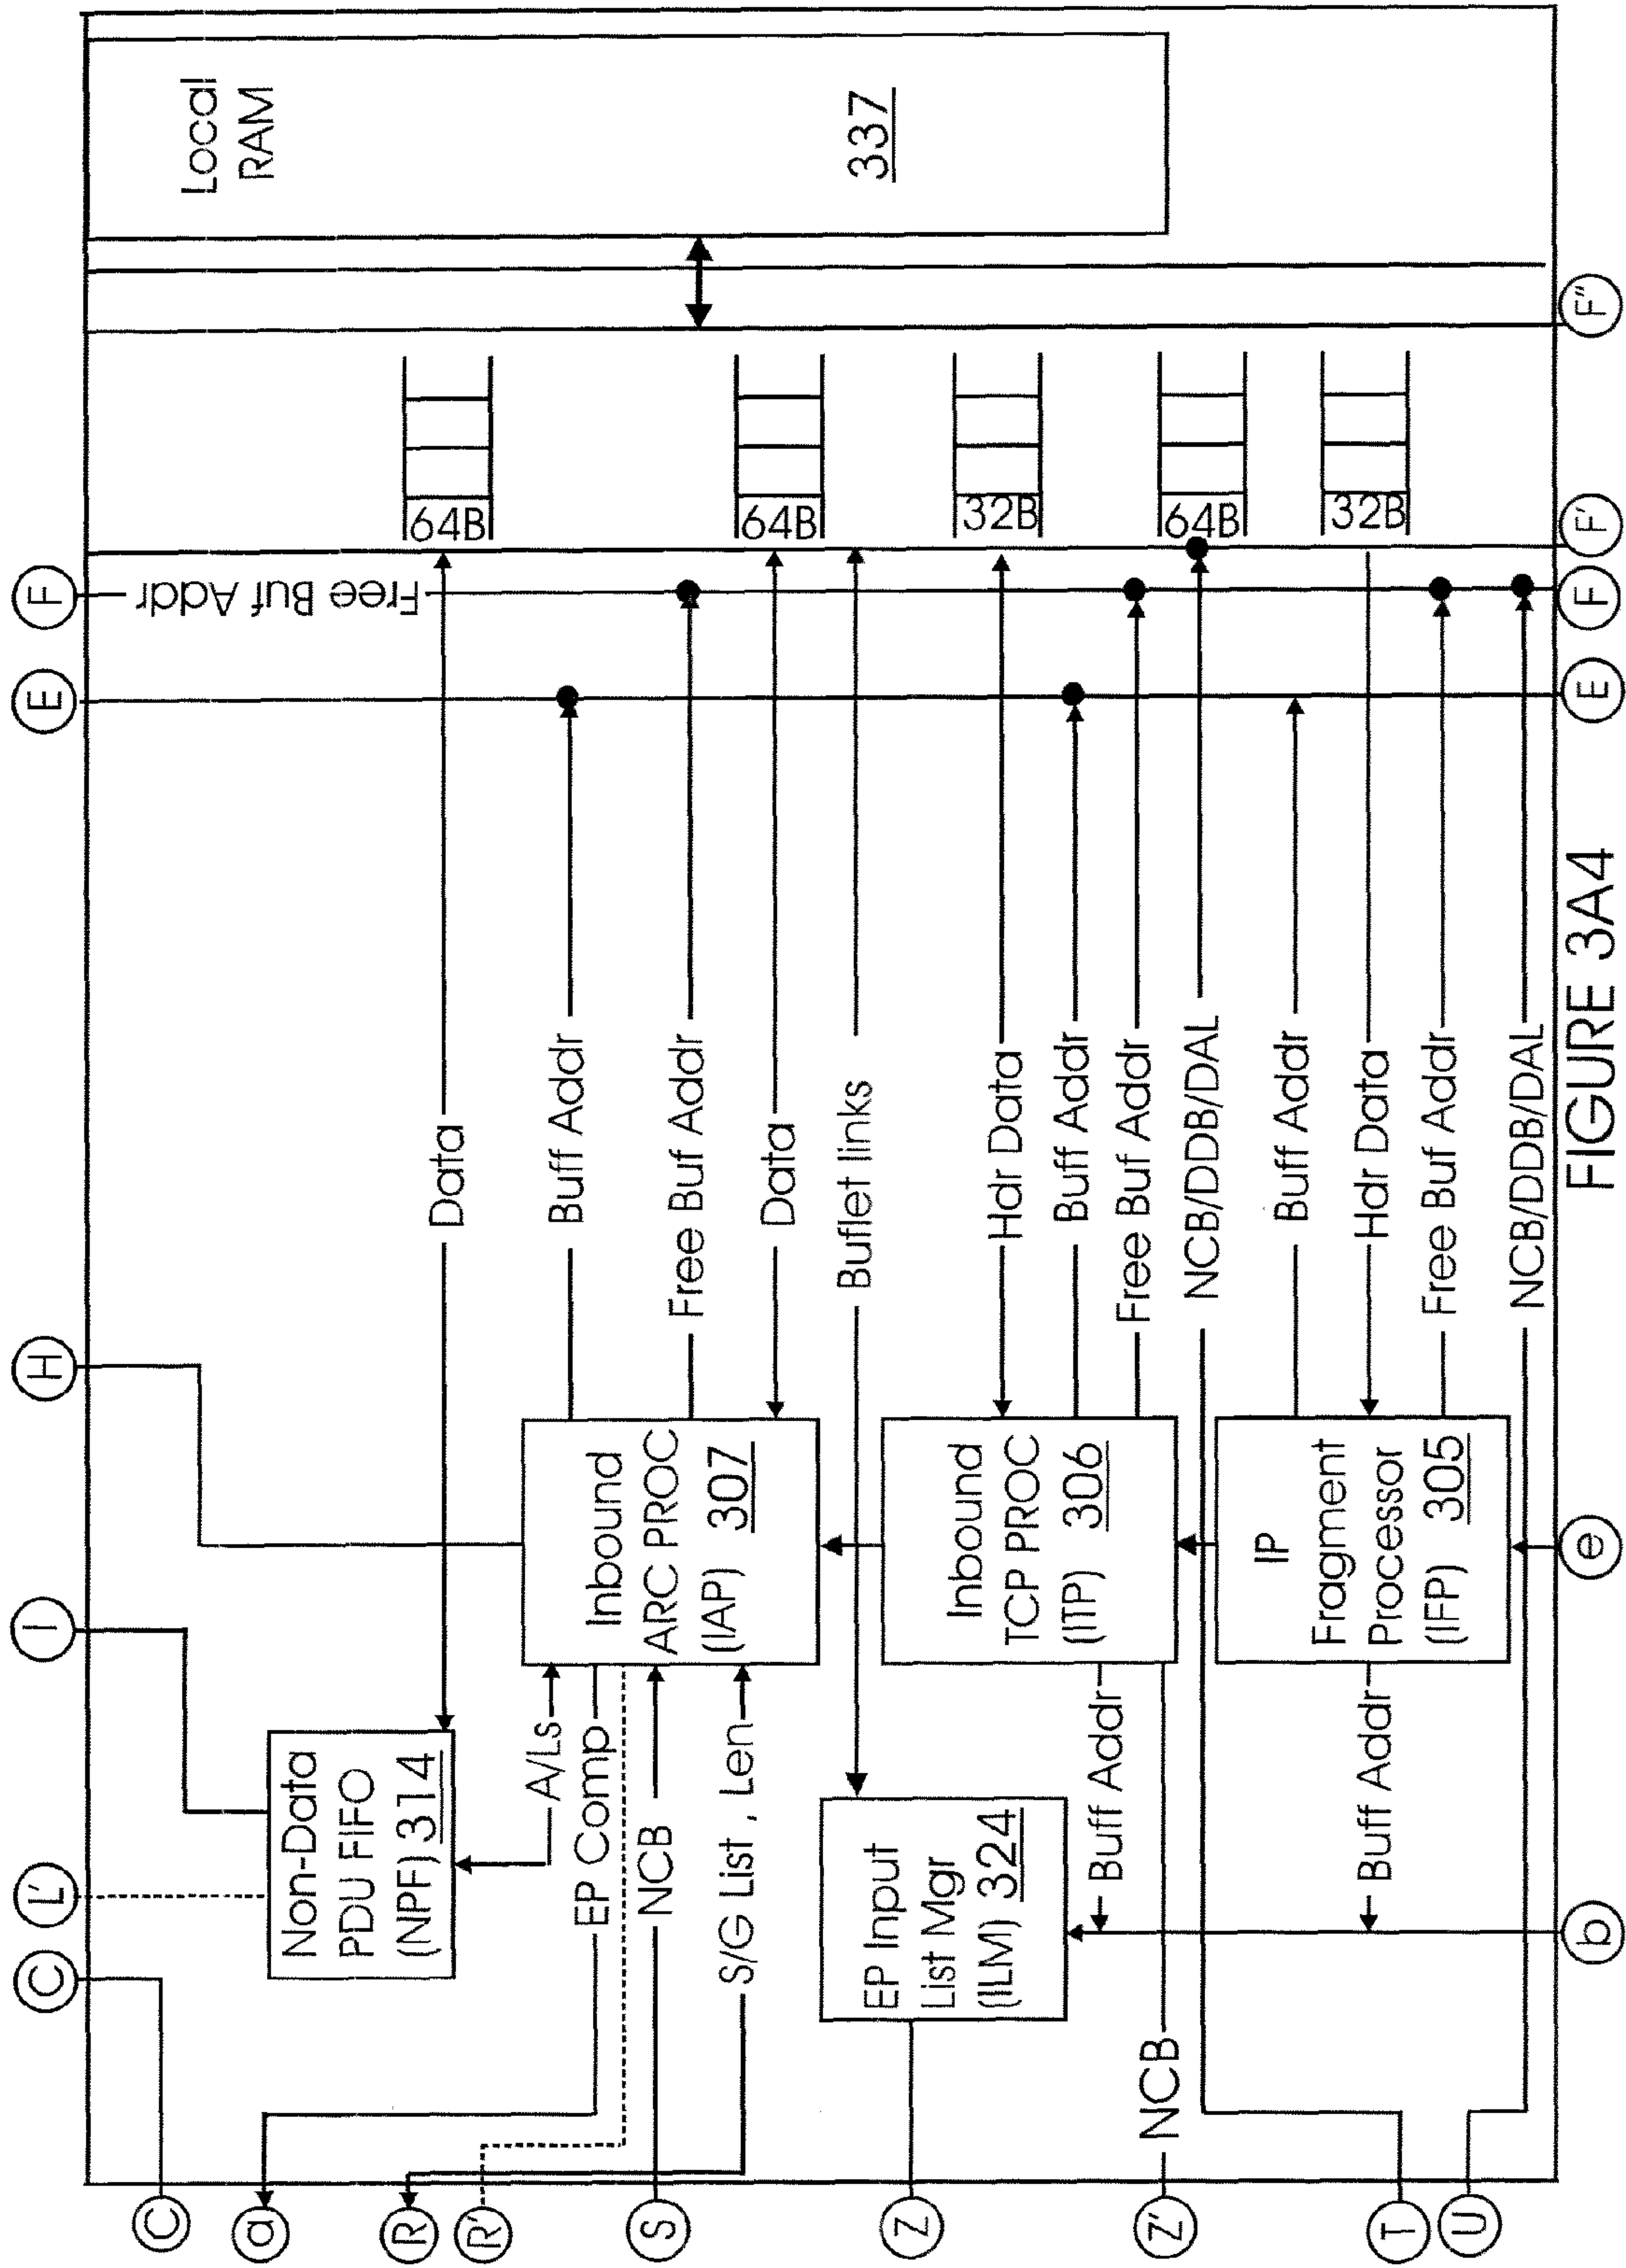 C
L'
I
H
E
F
C
a
R
R'
S
Z
Z'
T
U
Non-Data
PDU FIFO
(NPF) 314
Data
64B
Free Buf Addr
Local
RAM
337
A/Ls
EP Comp
NCB
S/G List , Len
Inbound
ARC PROC
(IAP) 307
Buff Addr
Free Buf Addr
Data
64B
Buflet links
EP Input
List Mgr
(ILM) 324
Buff Addr
NCB
Inbound
TCP PROC
(ITP) 306
Hdr Data
32B
Buff Addr
Free Buf Addr
NCB/DDB/DAL
64B
Buff Addr
IP
Fragment
Processor
(IFP) 305
Buff Addr
Hdr Data
32B
Free Buf Addr
NCB/DDB/DAL
b
e
E
F
F'
F"
FIGURE 3A4